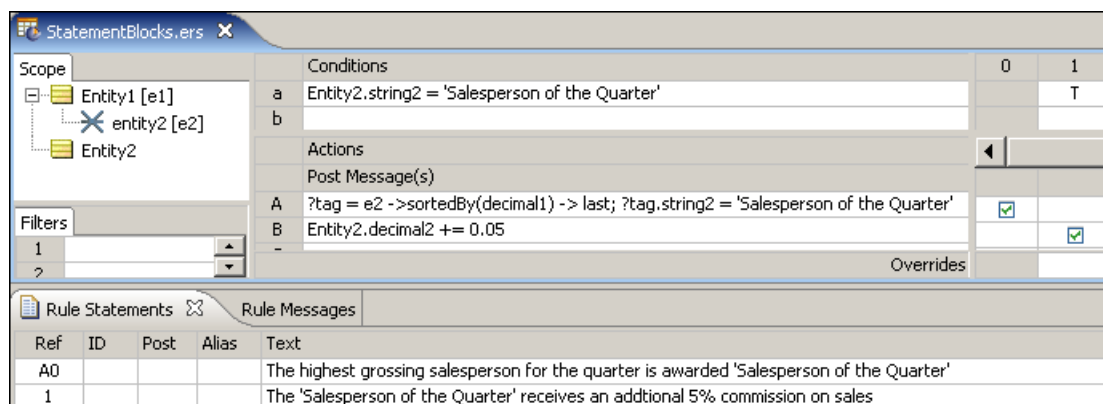 StatementBlocks.ers
Scope
Entity1 [e1]
entity2 [e2]
Entity2
Filters
1
2
Conditions 0 1
a Entity2.string2 = 'Salesperson of the Quarter' T
b
Actions
Post Message(s)
A ?tag = e2 ->sortedBy(decimal1) -> last; ?tag.string2 = 'Salesperson of the Quarter'
B Entity2.decimal2 += 0.05
Overrides
Rule Statements Rule Messages
Ref ID Post Alias Text
A0 The highest grossing salesperson for the quarter is awarded 'Salesperson of the Quarter'
1 The 'Salesperson of the Quarter' receives an addtional 5% commission on sales